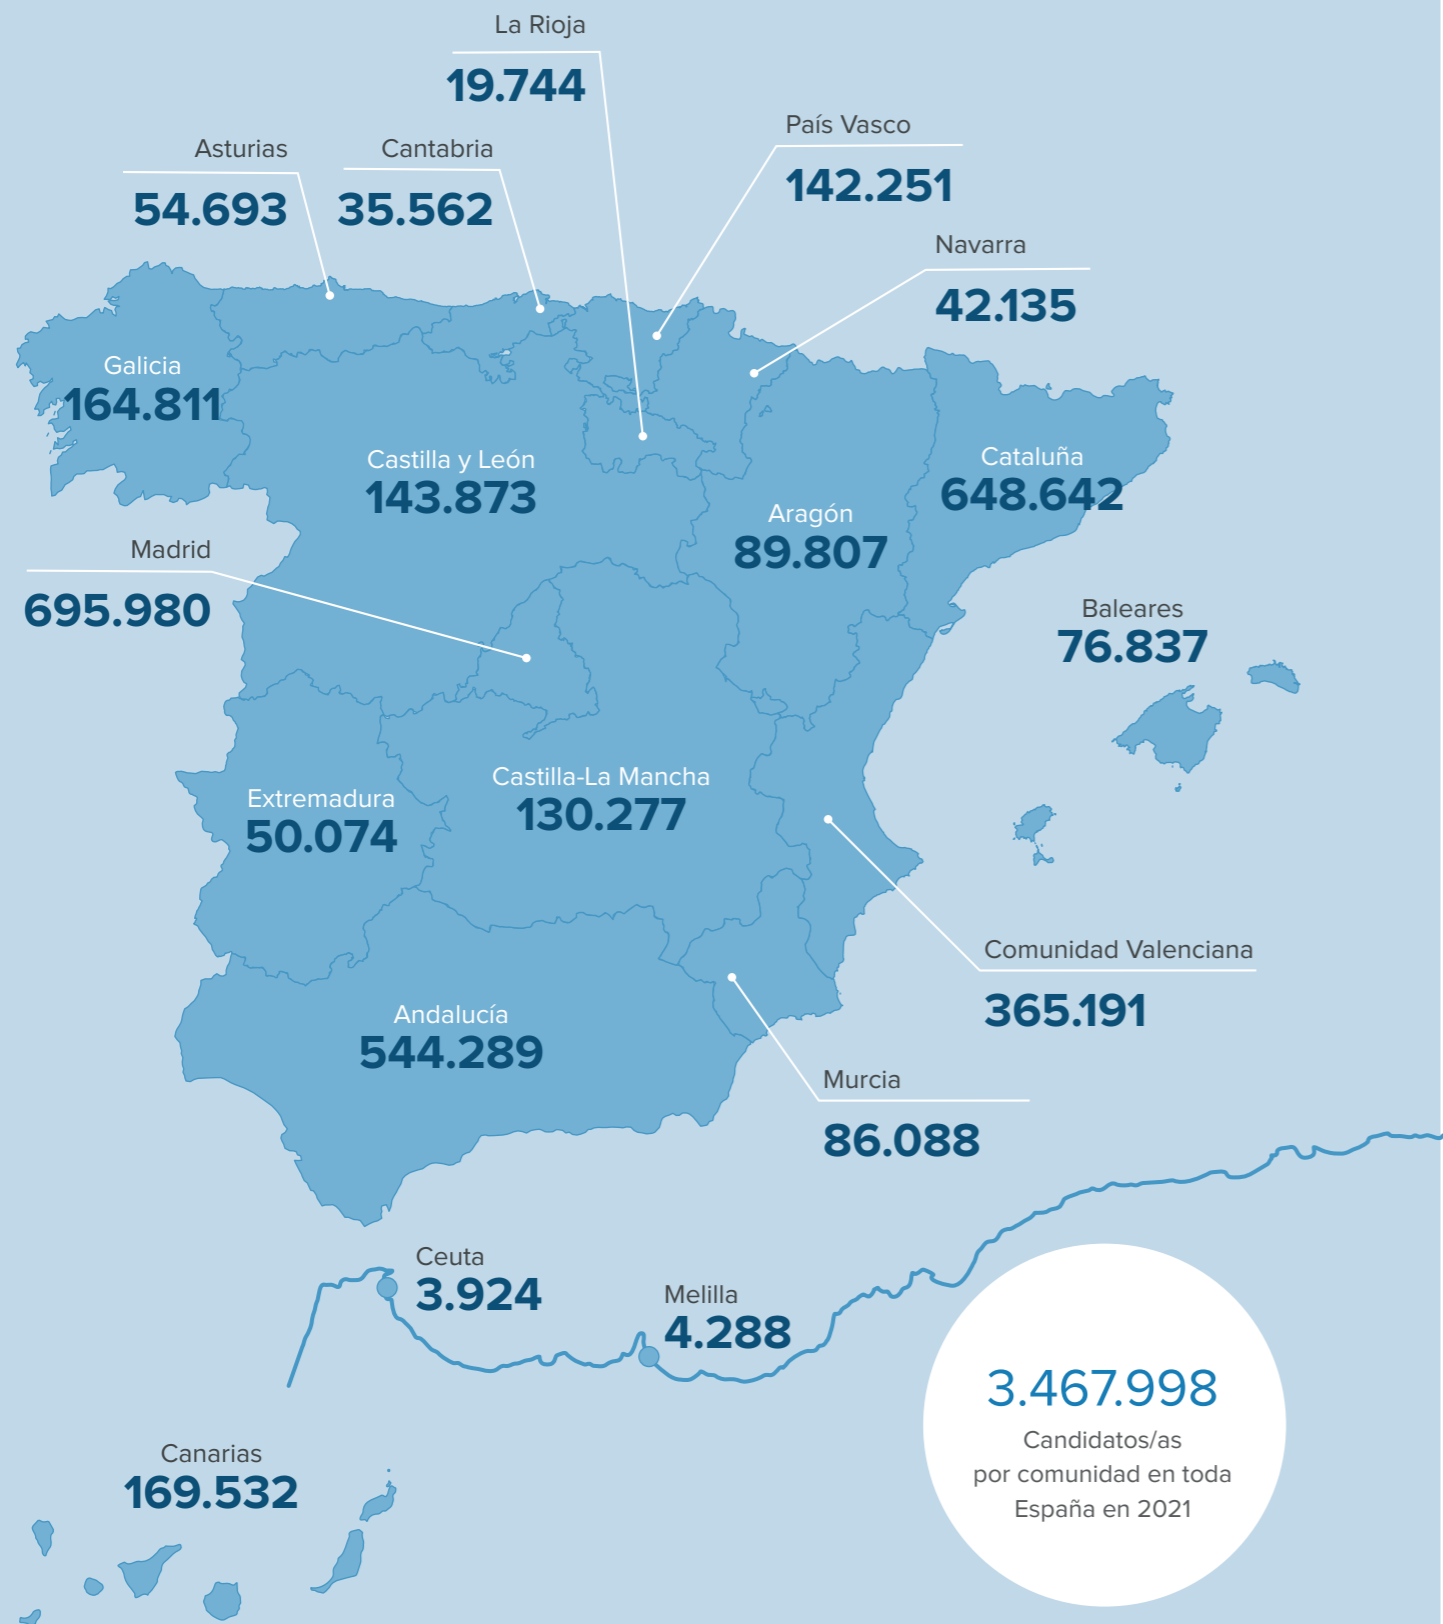 La Rioja
19.744
País Vasco
142.251
Asturias
54.693
Cantabria
35.562
Navarra
42.135
Galicia
164.811
Castilla y León
143.873
Cataluña
648.642
Aragón
89.807
Madrid
695.980
Baleares
76.837
Extremadura
50.074
Castilla-La Mancha
130.277
Comunidad Valenciana
365.191
Andalucía
544.289
Murcia
86.088
Ceuta
3.924
Melilla
4.288
Canarias
169.532
3.467.998
Candidatos/as
por comunidad en toda
España en 2021